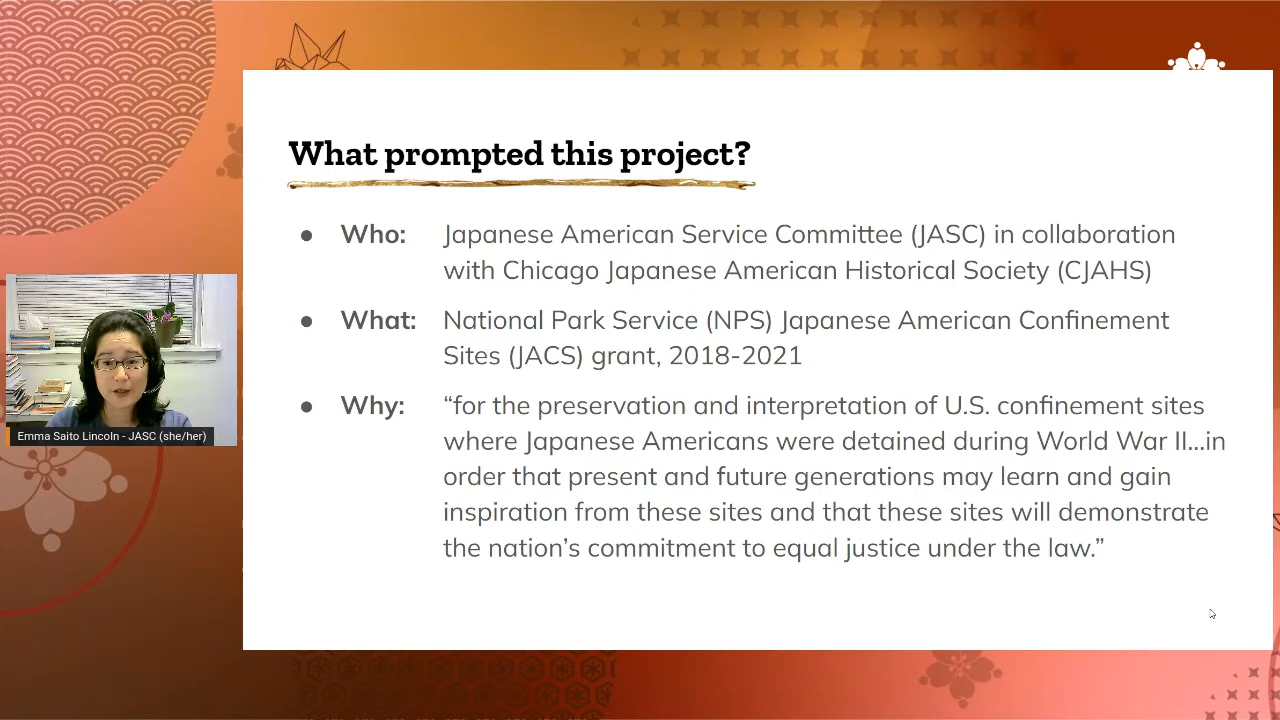 What prompted this project?
● Who: Japanese American Service Committee (JASC) in collaboration
with Chicago Japanese American Historical Society (CJAHS)
● What: National Park Service (NPS) Japanese American Confinement
Sites (JACS) grant, 2018-2021
● Why: “for the preservation and interpretation of U.S. confinement sites
where Japanese Americans were detained during World War II...in
order that present and future generations may learn and gain
inspiration from these sites and that these sites will demonstrate
the nation’s commitment to equal justice under the law.”
Emma Saito Lincoln - JASC (she/her)